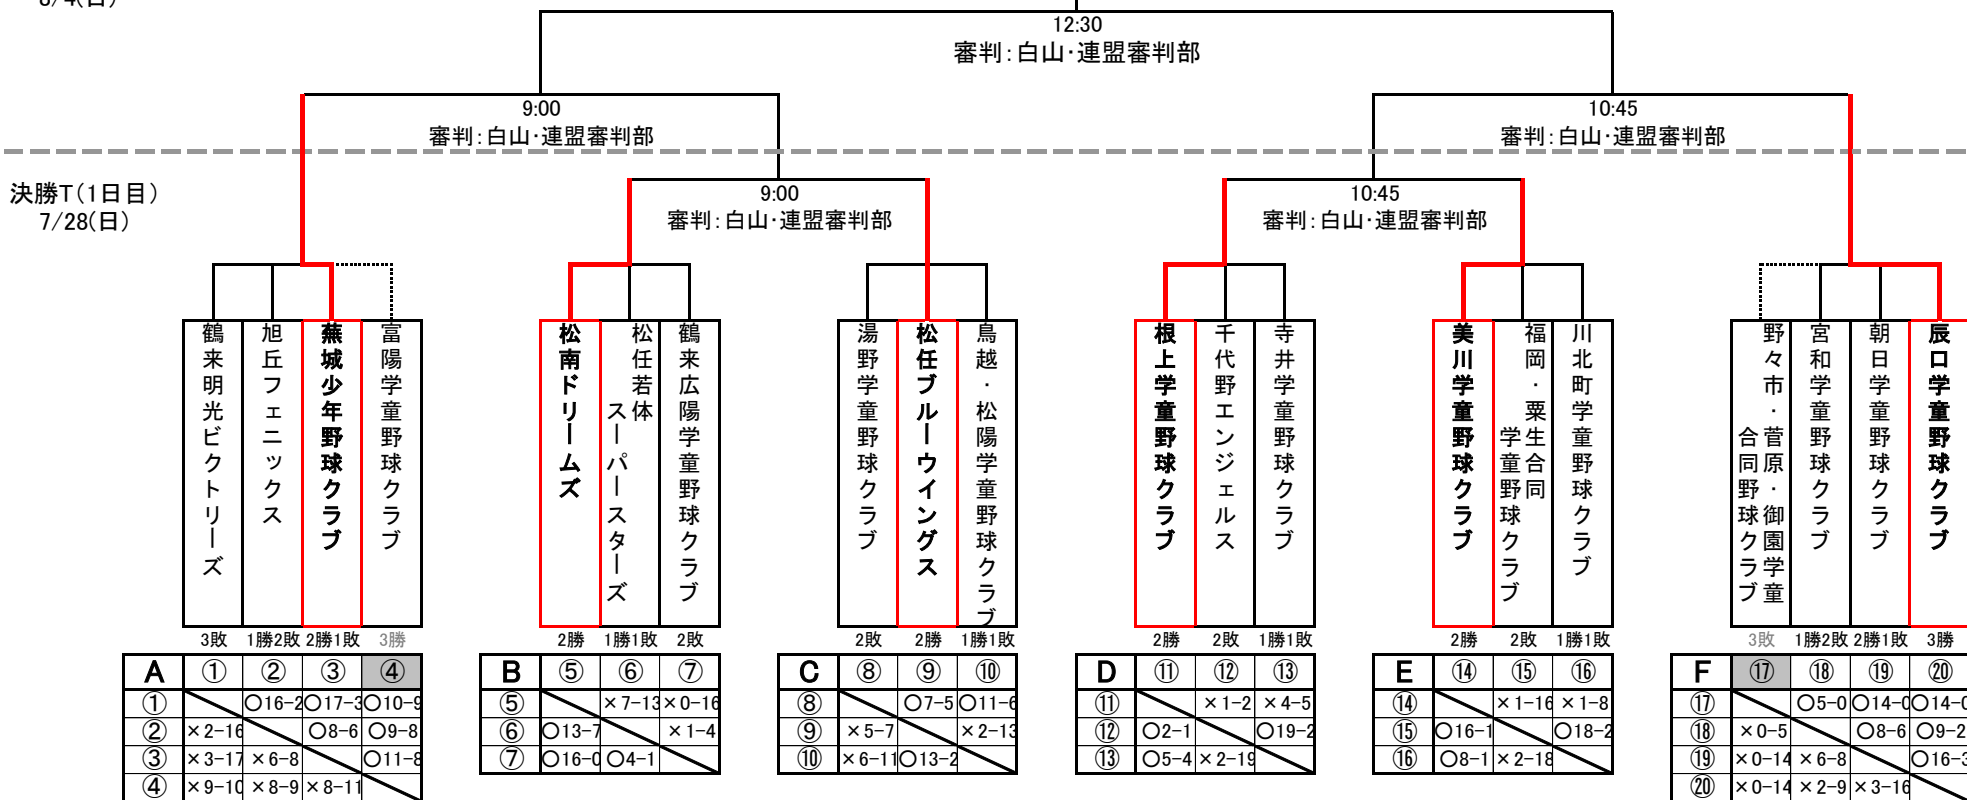 8/4(日)
12:30
審判：白山・連盟審判部
9:00
審判：白山・連盟審判部
10:45
審判：白山・連盟審判部
決勝T(1日目)
7/28(日)
9:00
審判：白山・連盟審判部
10:45
審判：白山・連盟審判部
鶴来明光ビクトリーズ
旭丘フェニックス
蕪城少年野球クラブ
富陽学童野球クラブ
松南ドリームズ
松任若体
スーパースターズ
鶴来広陽学童野球クラブ
湯野学童野球クラブ
松任ブルーウイングス
鳥越・松陽学童野球クラブ
根上学童野球クラブ
千代野エンジェルス
寺井学童野球クラブ
美川学童野球クラブ
福岡・粟生合同
学童野球クラブ
川北町学童野球クラブ
野々市・菅原・御園学童
合同野球クラブ
宮和学童野球クラブ
朝日学童野球クラブ
辰口学童野球クラブ
3敗 1勝2敗 2勝1敗 3勝
A ① ② ③ ④
① ○16-2 ○17-3 ○10-9
② ×2-16 ○8-6 ○9-8
③ ×3-17 ×6-8 ○11-8
④ ×9-10 ×8-9 ×8-11
2勝 1勝1敗 2敗
B ⑤ ⑥ ⑦
⑤ ×7-13 ×0-16
⑥ ○13-7 ×1-4
⑦ ○16-0 ○4-1
2敗 2勝 1勝1敗
C ⑧ ⑨ ⑩
⑧ ○7-5 ○11-6
⑨ ×5-7 ×2-13
⑩ ×6-11 ○13-2
2勝 2敗 1勝1敗
D ⑪ ⑫ ⑬
⑪ ×1-2 ×4-5
⑫ ○2-1 ○19-2
⑬ ○5-4 ×2-19
2勝 2敗 1勝1敗
E ⑭ ⑮ ⑯
⑭ ×1-16 ×1-8
⑮ ○16-1 ○18-2
⑯ ○8-1 ×2-18
3敗 1勝2敗 2勝1敗 3勝
F ⑰ ⑱ ⑲ ⑳
⑰ ○5-0 ○14-0 ○14-0
⑱ ×0-5 ○8-6 ○9-2
⑲ ×0-14 ×6-8 ○16-3
⑳ ×0-14 ×2-9 ×3-16